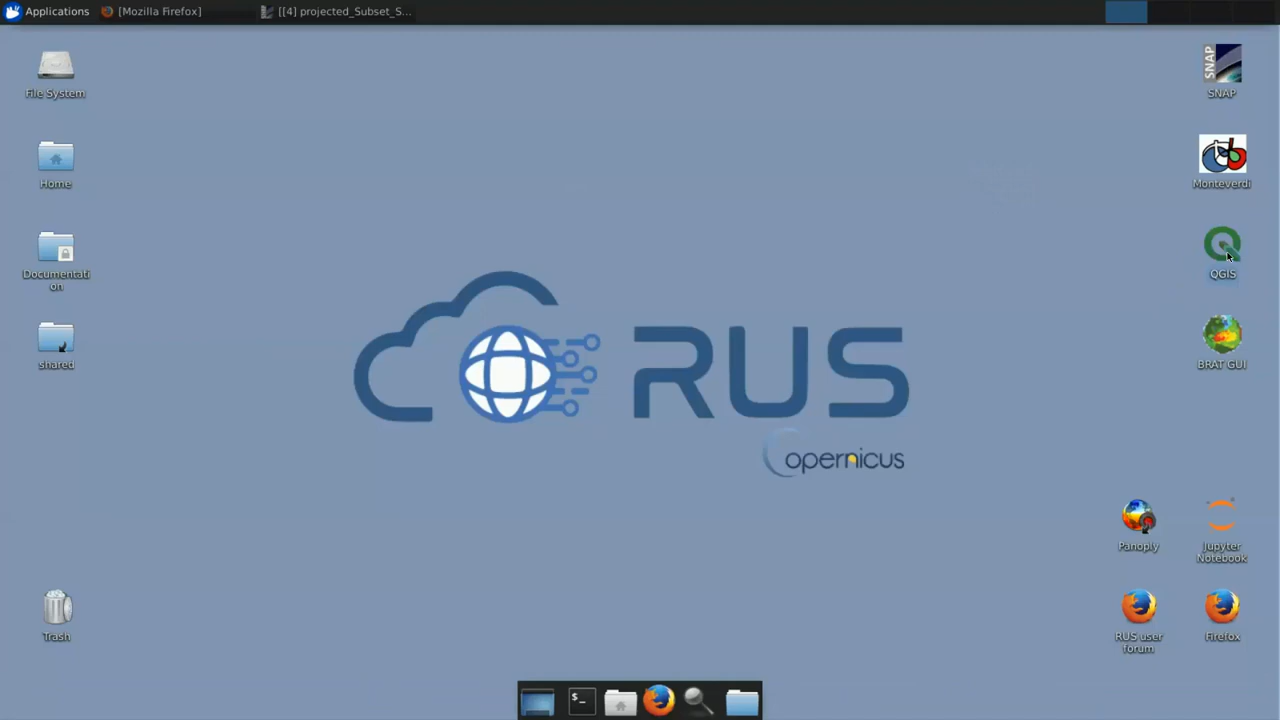 Applications
[Mozilla Firefox]
[[4] projected_Subset_S...
File System
Home
Documentati
on
shared
Trash
SNAP
SNAP
Monteverdi
QGIS
BRAT GUI
Panoply
Jupyter
Notebook
RUS user
forum
Firefox
RUS
opernicus
$_